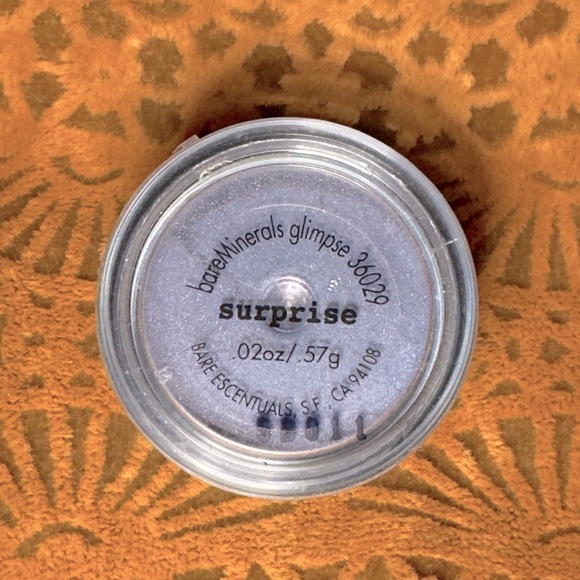 bareMinerals glimpse 36029
surprise
.02oz/.57g
BARE ESCENTUALS, S.F., CA 94108